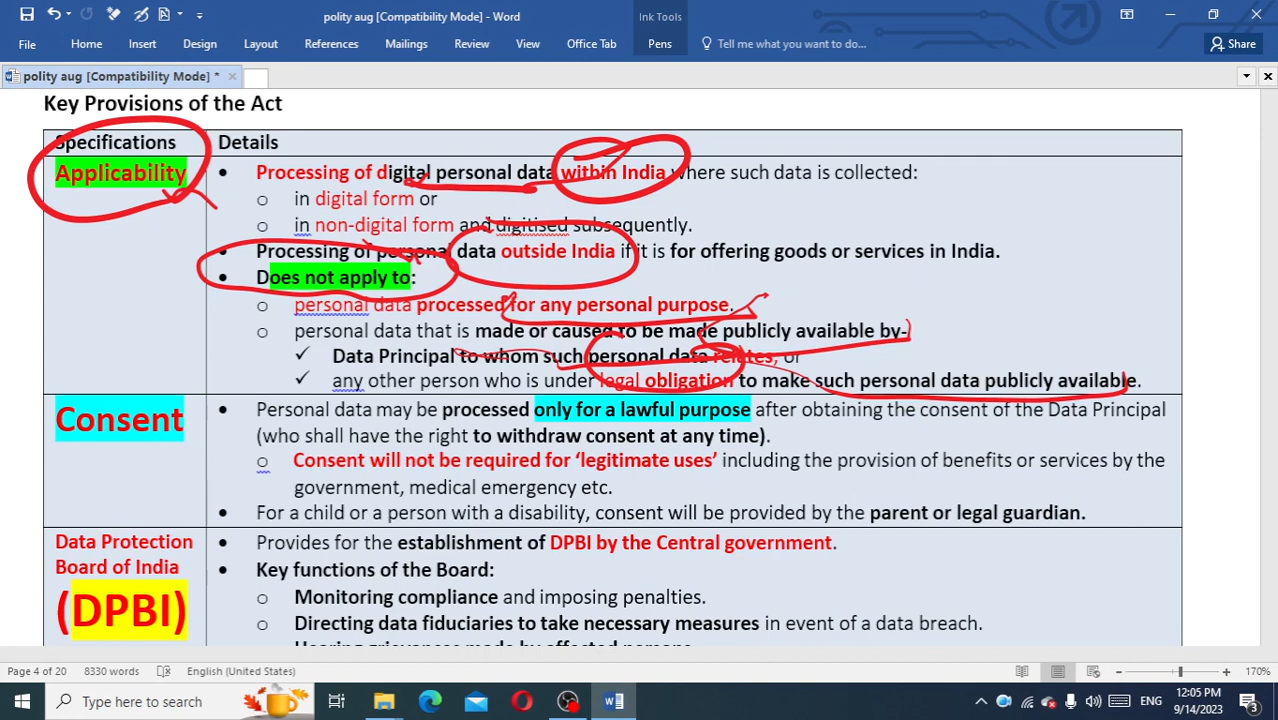 polity aug [Compatibility Mode] - Word
Ink Tools
File Home Insert Design Layout References Mailings Review View Office Tab Pens Tell me what you want to do... Share
polity aug [Compatibility Mode] *
Key Provisions of the Act
Specifications Details
Applicability
• Processing of digital personal data within India where such data is collected:
o in digital form or
o in non-digital form and digitised subsequently.
• Processing of personal data outside India if it is for offering goods or services in India.
• Does not apply to:
o personal data processed for any personal purpose.
o personal data that is made or caused to be made publicly available by-
✓ Data Principal to whom such personal data relates, or
✓ any other person who is under legal obligation to make such personal data publicly available.
Consent
• Personal data may be processed only for a lawful purpose after obtaining the consent of the Data Principal
(who shall have the right to withdraw consent at any time).
o Consent will not be required for ‘legitimate uses’ including the provision of benefits or services by the
government, medical emergency etc.
• For a child or a person with a disability, consent will be provided by the parent or legal guardian.
Data Protection
Board of India
(DPBI)
• Provides for the establishment of DPBI by the Central government.
• Key functions of the Board:
o Monitoring compliance and imposing penalties.
o Directing data fiduciaries to take necessary measures in event of a data breach.
Hearing grievances made by affected persons
Page 4 of 20 8330 words English (United States) 170%
Type here to search
ENG
12:05 PM
9/14/2023
3